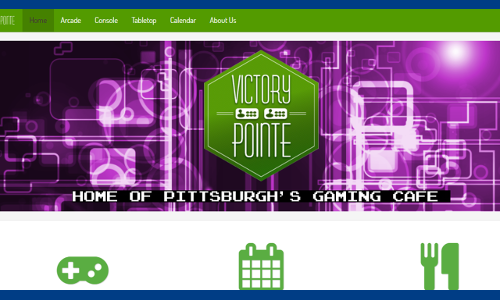 POINTE Home Arcade Console Tabletop Calendar About Us
VICTORY
POINTE
HOME OF PITTSBURGH'S GAMING CAFE